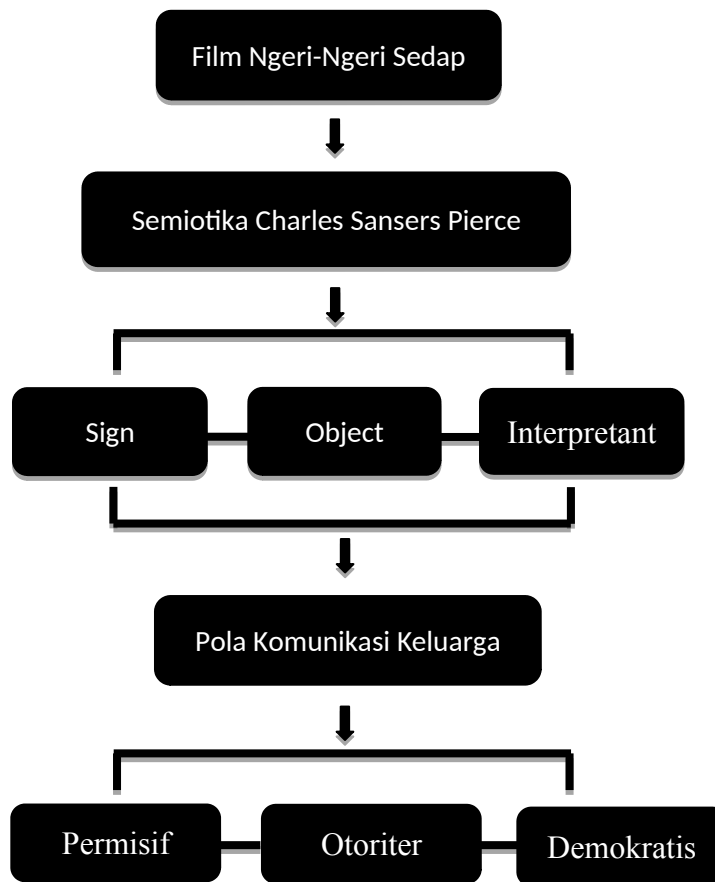 Film Ngeri-Ngeri Sedap
Semiotika Charles Sansers Pierce
Sign
Object
Interpretant
Pola Komunikasi Keluarga
Permisif
Otoriter
Demokratis